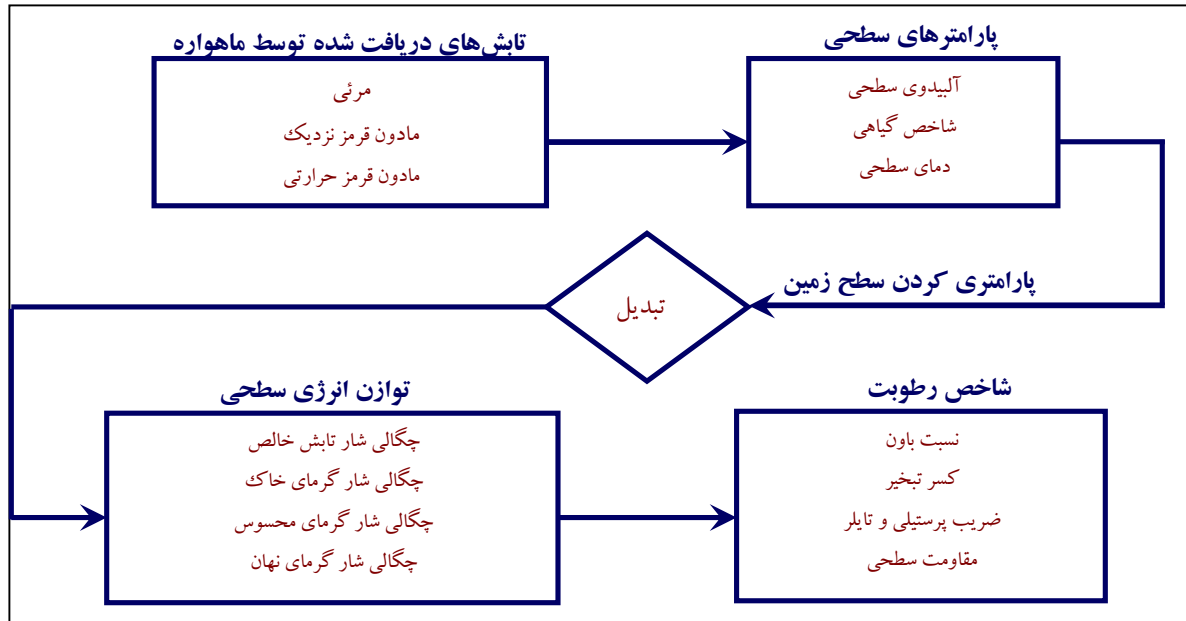 تابش‌های دریافت شده توسط ماهواره
مرئی
مادون قرمز نزدیک
مادون قرمز حرارتی
پارامترهای سطحی
آلبیدوی سطحی
شاخص گیاهی
دمای سطحی
پارامتری کردن سطح زمین
تبدیل
توازن انرژی سطحی
چگالی شار تابش خالص
چگالی شار گرمای خاک
چگالی شار گرمای محسوس
چگالی شار گرمای نهان
شاخص رطوبت
نسبت باون
کسر تبخیر
ضریب پرستیلی و تایلر
مقاومت سطحی